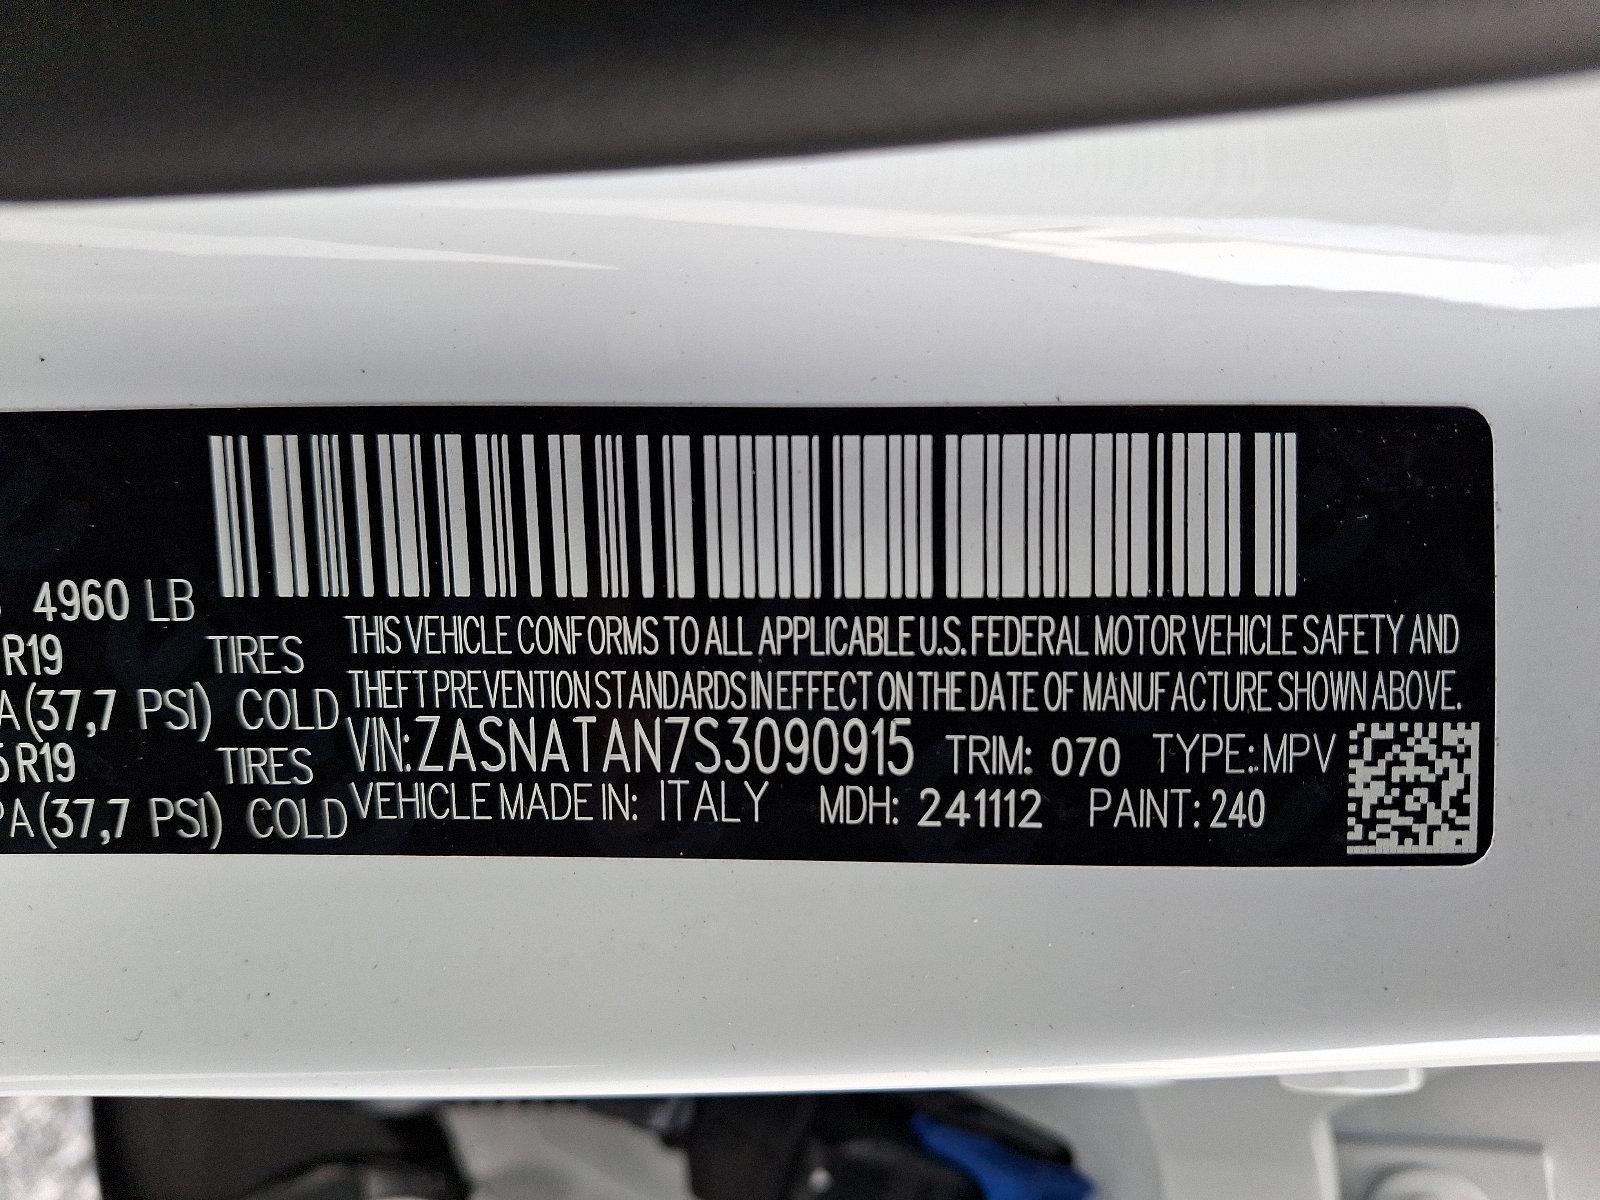 4960 LB
R19 TIRES
A (37,7 PSI) COLD
5 R19 TIRES
PA (37,7 PSI) COLD
THIS VEHICLE CONFORMS TO ALL APPLICABLE U.S. FEDERAL MOTOR VEHICLE SAFETY AND
THEFT PREVENTION STANDARDS IN EFFECT ON THE DATE OF MANUFACTURE SHOWN ABOVE.
VIN: ZASNATAN7S3090915 TRIM: 070 TYPE: MPV
VEHICLE MADE IN: ITALY MDH: 241112 PAINT: 240